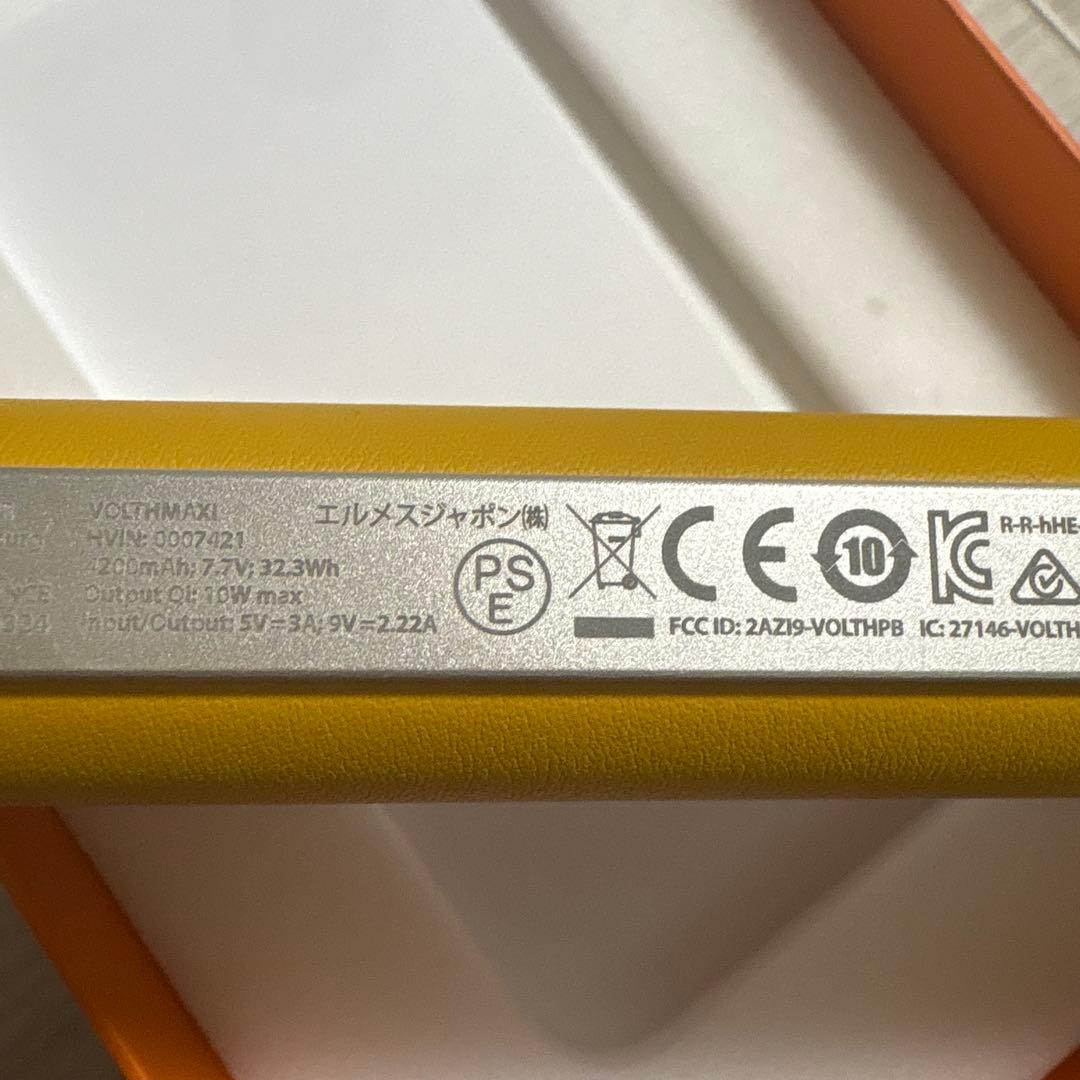 VOLTHMAXI
HVIN: 0007421
4200mAh; 7.7V; 32.3Wh
Output Qi: 10W max
Input/Output: 5V⎓3A; 9V⎓2.22A
エルメスジャポン㈱
PS
E
CE
10
R-R-hHE-
FCC ID: 2AZI9-VOLTHPB IC: 27146-VOLTH